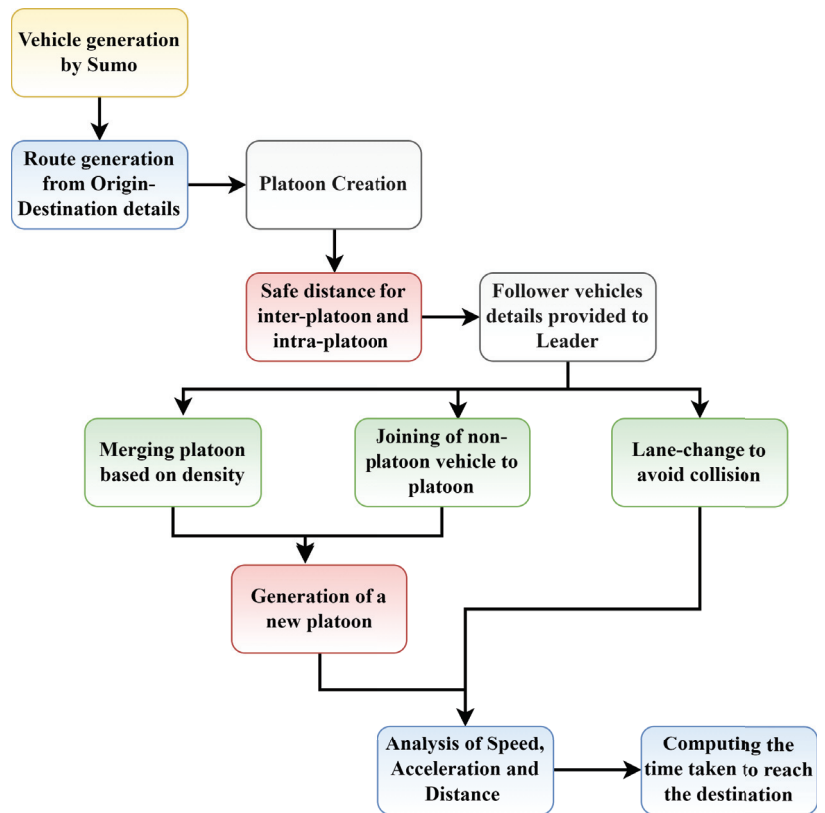 Vehicle generation
by Sumo
Route generation
from Origin-
Destination details
Platoon Creation
Safe distance for
inter-platoon and
intra-platoon
Follower vehicles
details provided to
Leader
Merging platoon
based on density
Joining of non-
platoon vehicle to
platoon
Lane-change to
avoid collision
Generation of a
new platoon
Analysis of Speed,
Acceleration and
Distance
Computing the
time taken to reach
the destination